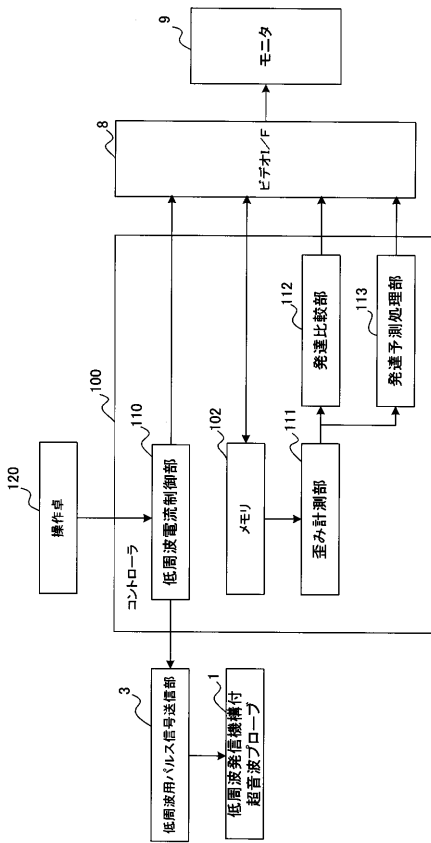 120
操作卓
100
コントローラ
110
低周波電流制御部
3
低周波用パルス信号送信部
1
低周波発信機構付
超音波プローブ
102
メモリ
111
歪み計測部
112
発達比較部
113
発達予測処理部
8
ビデオI/F
9
モニタ